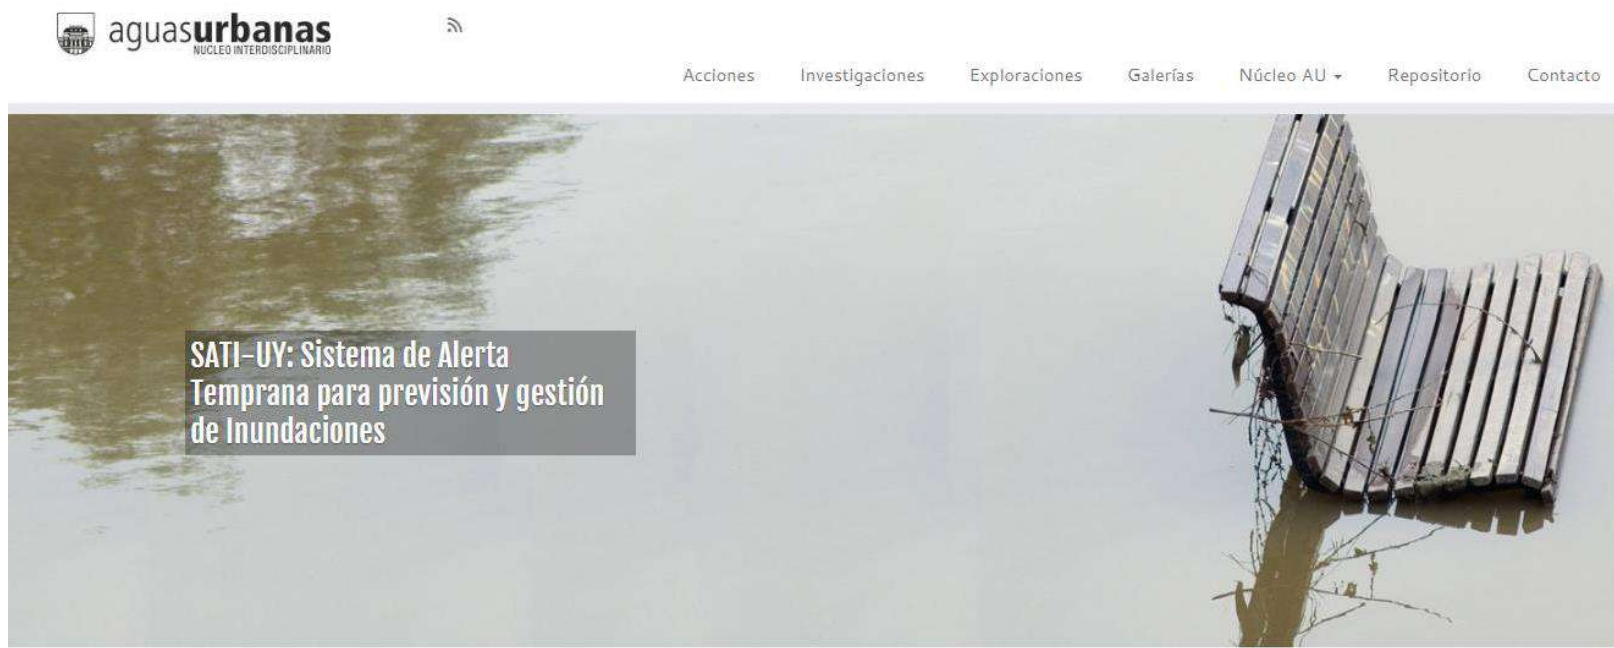 aguasurbanas
NUCLEO INTERDISCIPLINARIO
Acciones Investigaciones Exploraciones Galerías Núcleo AU Repositorio Contacto
SATI-UY: Sistema de Alerta
Temprana para previsión y gestión
de Inundaciones